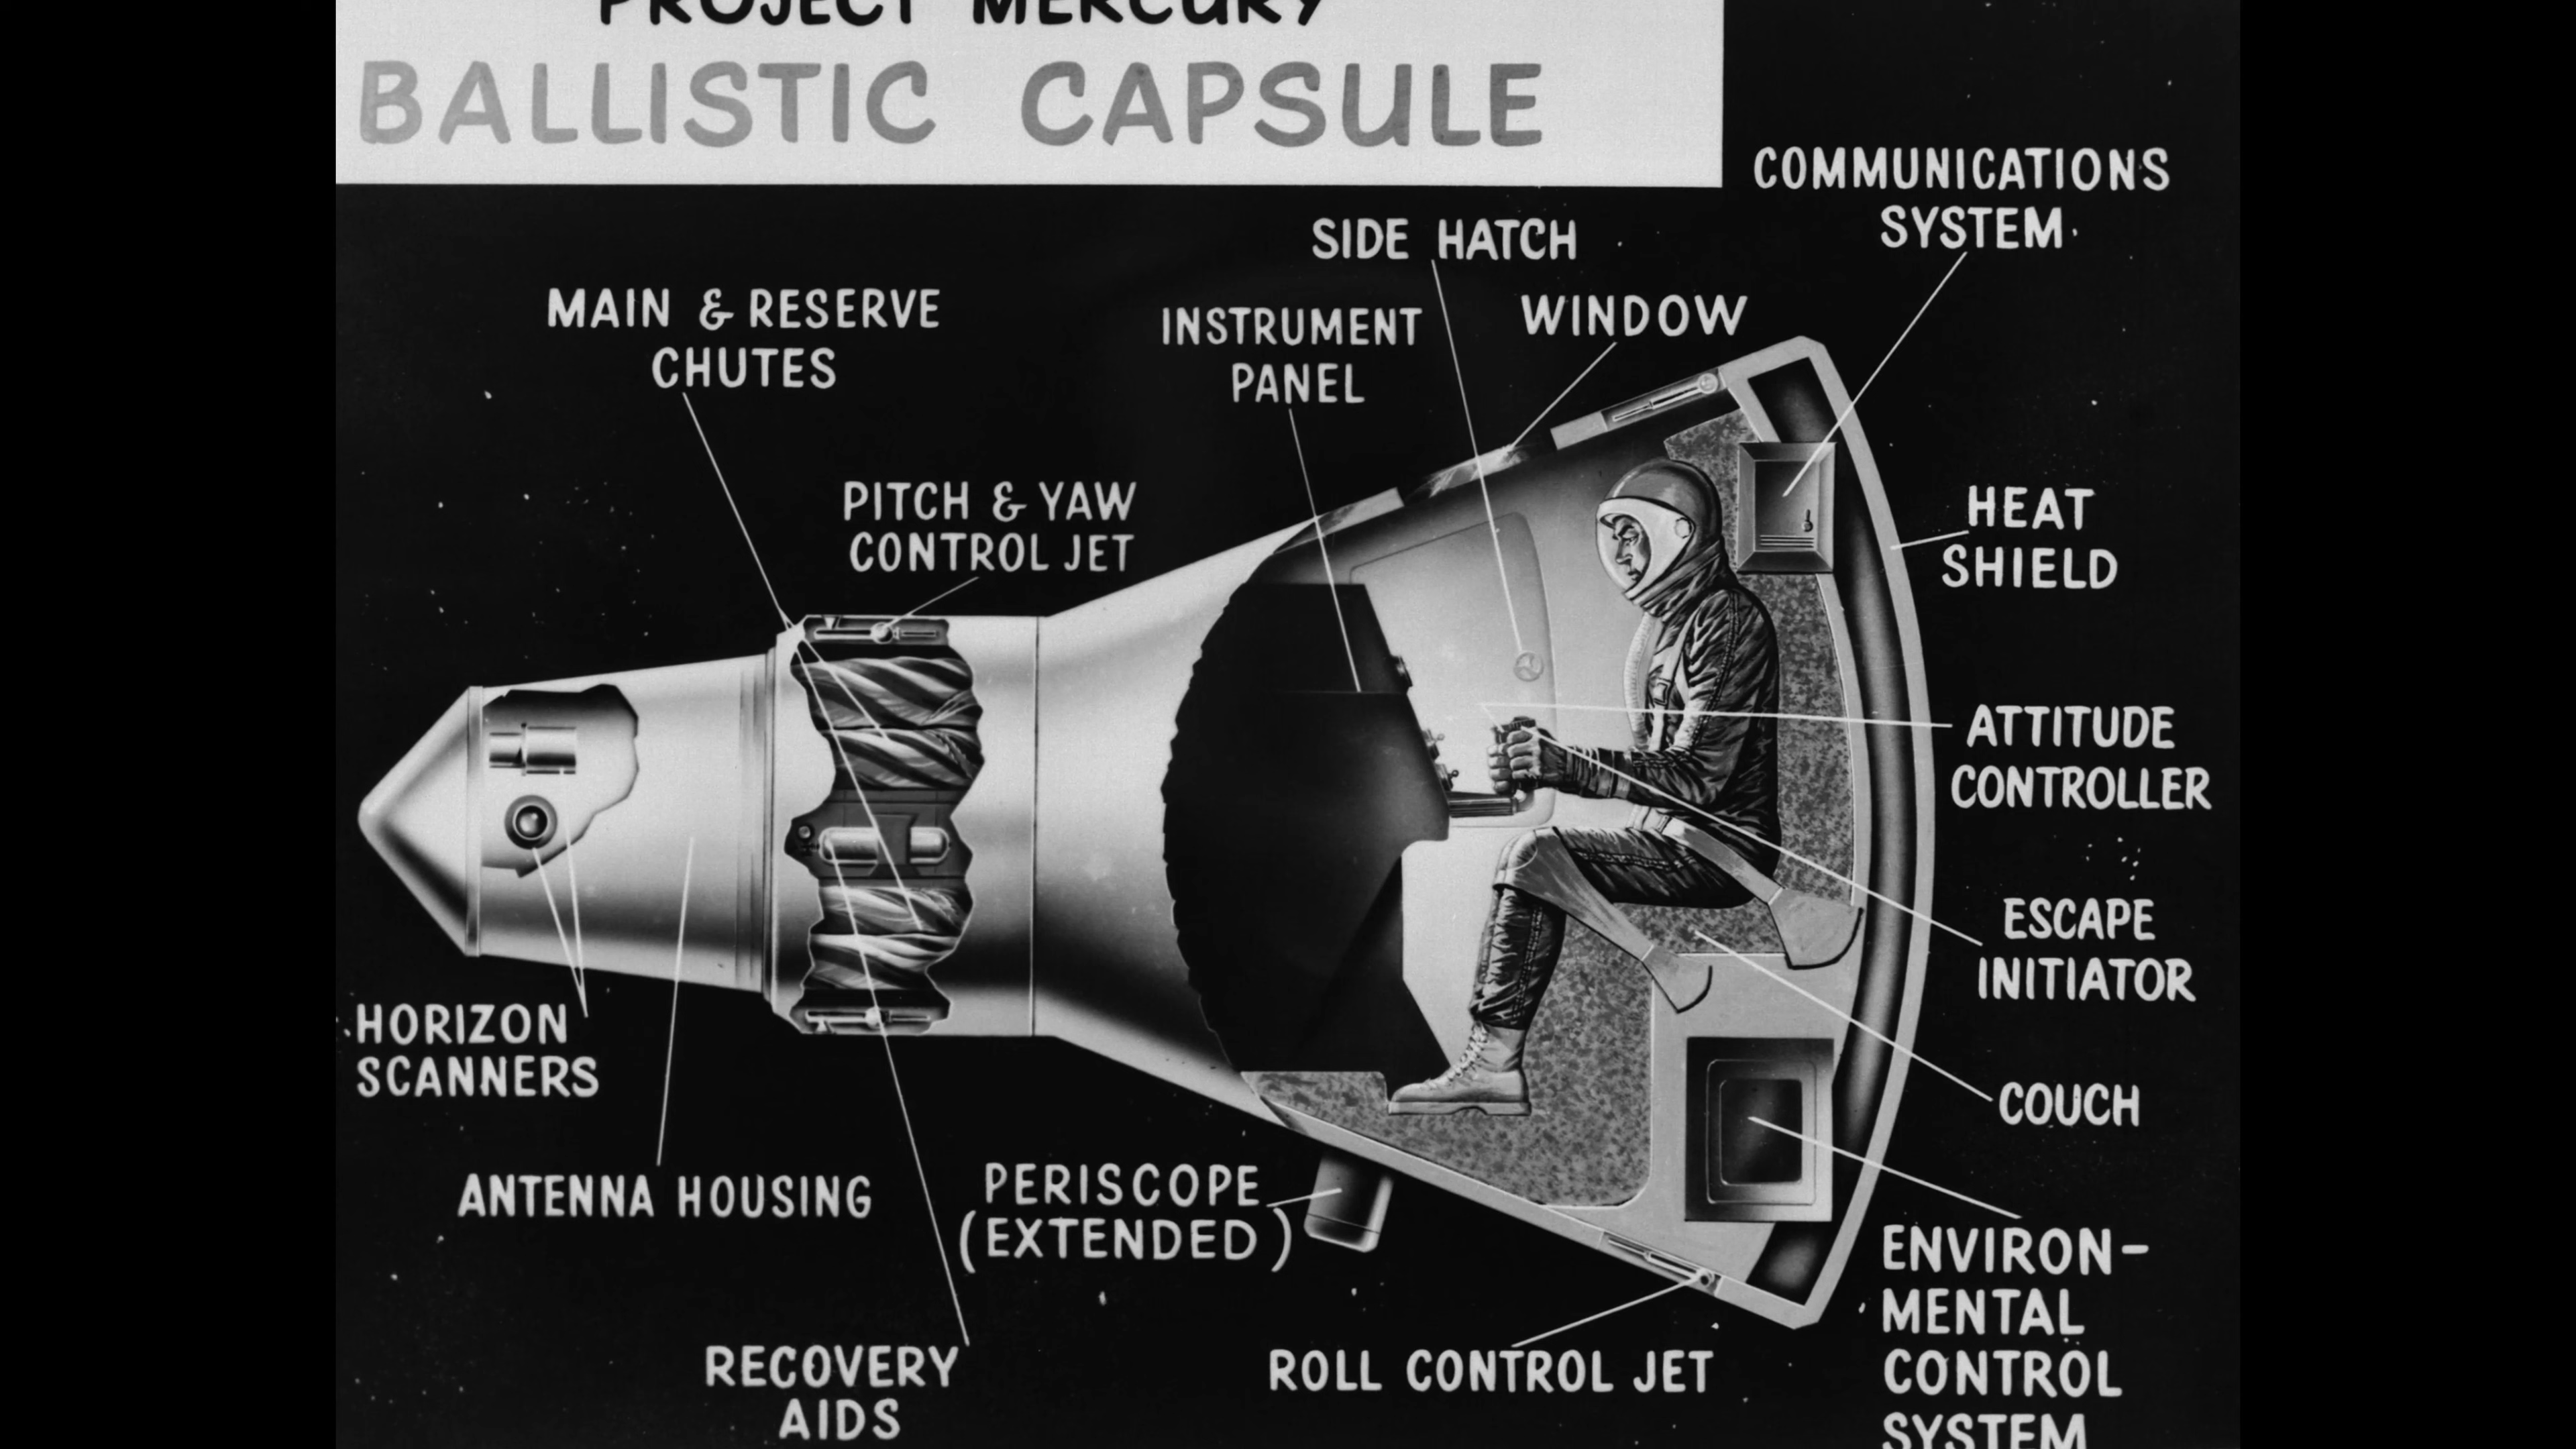 PROJECT MERCURY
BALLISTIC CAPSULE
COMMUNICATIONS
SYSTEM
SIDE HATCH
MAIN & RESERVE
CHUTES
INSTRUMENT
PANEL
WINDOW
PITCH & YAW
CONTROL JET
HEAT
SHIELD
ATTITUDE
CONTROLLER
ESCAPE
INITIATOR
HORIZON
SCANNERS
COUCH
ANTENNA HOUSING
PERISCOPE
(EXTENDED)
ENVIRON-
MENTAL
CONTROL
SYSTEM
RECOVERY
AIDS
ROLL CONTROL JET